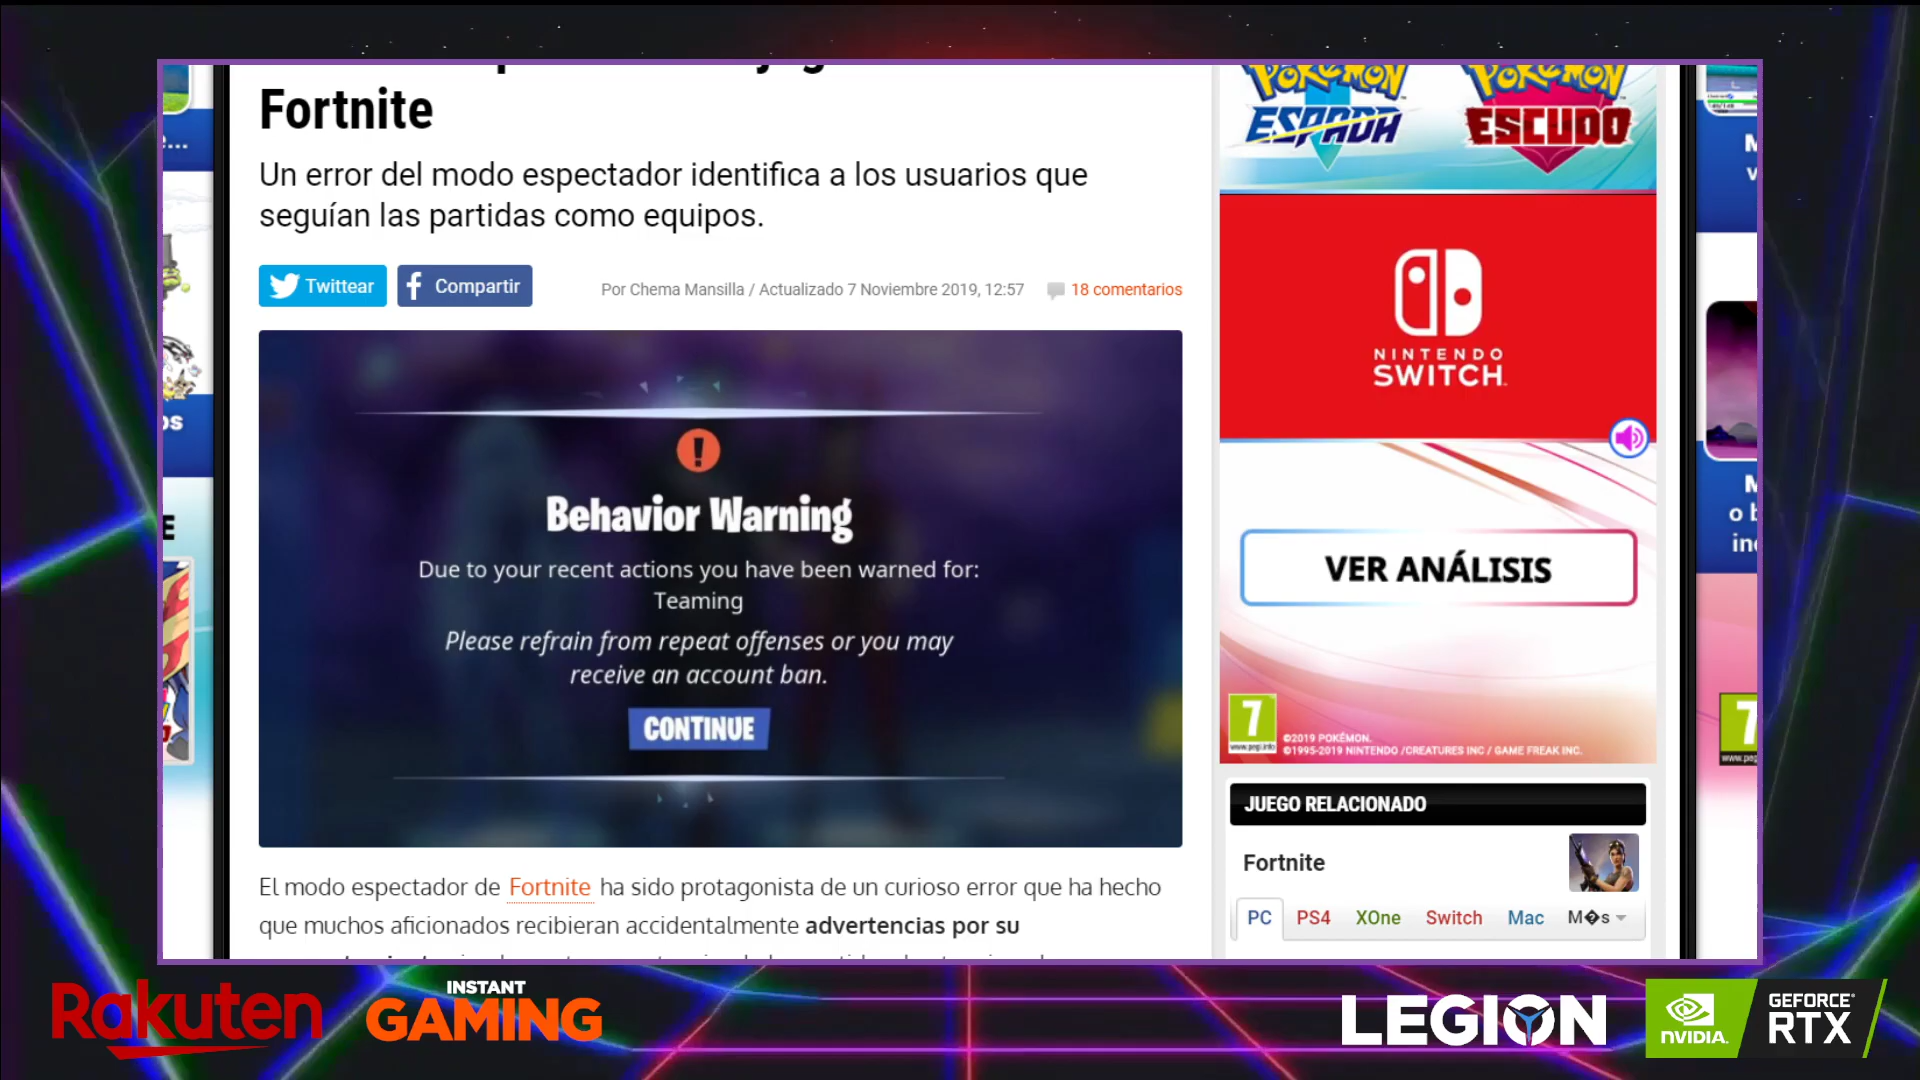 Fortnite
Un error del modo espectador identifica a los usuarios que
seguían las partidas como equipos.
Twittear
Compartir
Por Chema Mansilla / Actualizado 7 Noviembre 2019, 12:57
18 comentarios
Behavior Warning
Due to your recent actions you have been warned for:
Teaming
Please refrain from repeat offenses or you may
receive an account ban.
CONTINUE
El modo espectador de Fortnite ha sido protagonista de un curioso error que ha hecho
que muchos aficionados recibieran accidentalmente advertencias por su
POKÉMON
ESPADA
POKÉMON
ESCUDO
NINTENDO
SWITCH
VER ANÁLISIS
7
www.pegi.info
©2019 POKÉMON.
©1995-2019 NINTENDO /CREATURES INC / GAME FREAK INC.
JUEGO RELACIONADO
Fortnite
PC PS4 XOne Switch Mac M�s
7
Rakuten
INSTANT
GAMING
LEGION
NVIDIA.
GEFORCE
RTX